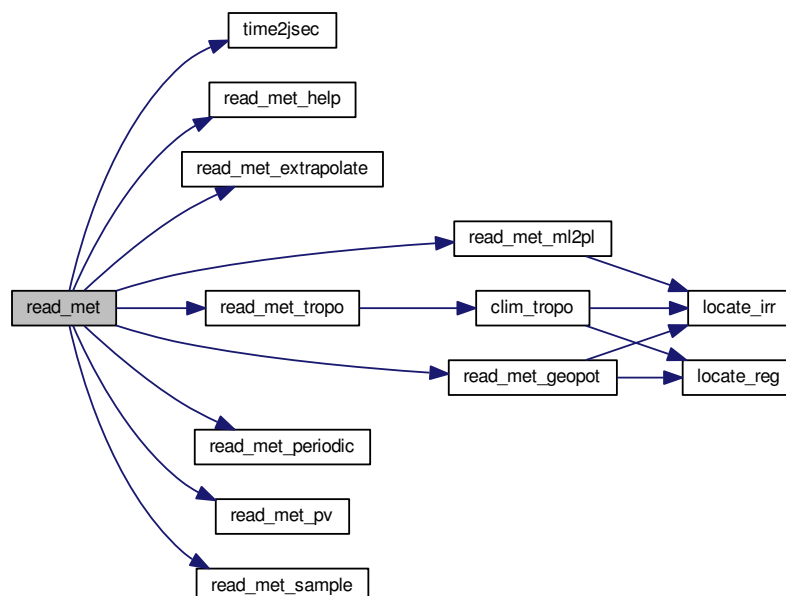 time2jsec
read_met_help
read_met_extrapolate
read_met_ml2pl
read_met
read_met_tropo
clim_tropo
locate_irr
read_met_geopot
locate_reg
read_met_periodic
read_met_pv
read_met_sample